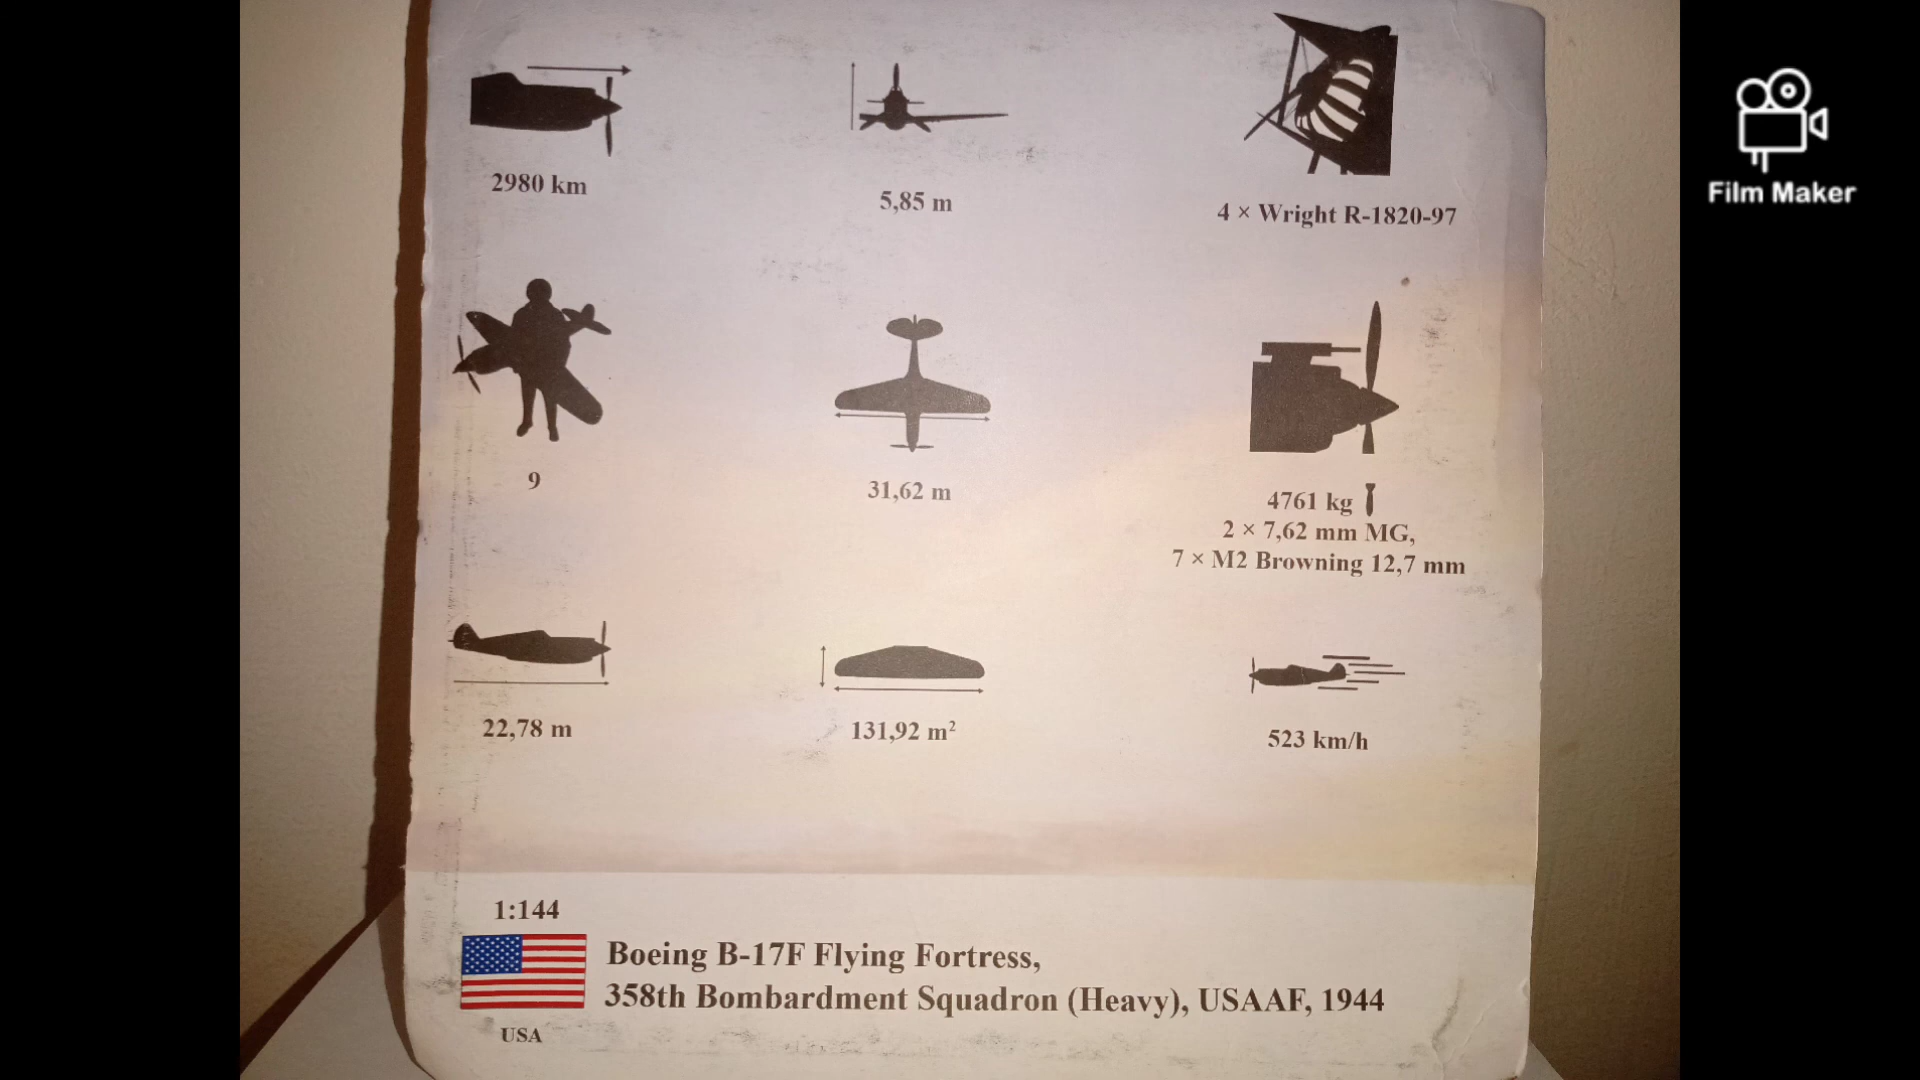 2980 km
5,85 m
4 × Wright R-1820-97
9
31,62 m
4761 kg
2 × 7,62 mm MG,
7 × M2 Browning 12,7 mm
22,78 m
131,92 m²
523 km/h
1:144
Boeing B-17F Flying Fortress,
358th Bombardment Squadron (Heavy), USAAF, 1944
USA
Film Maker